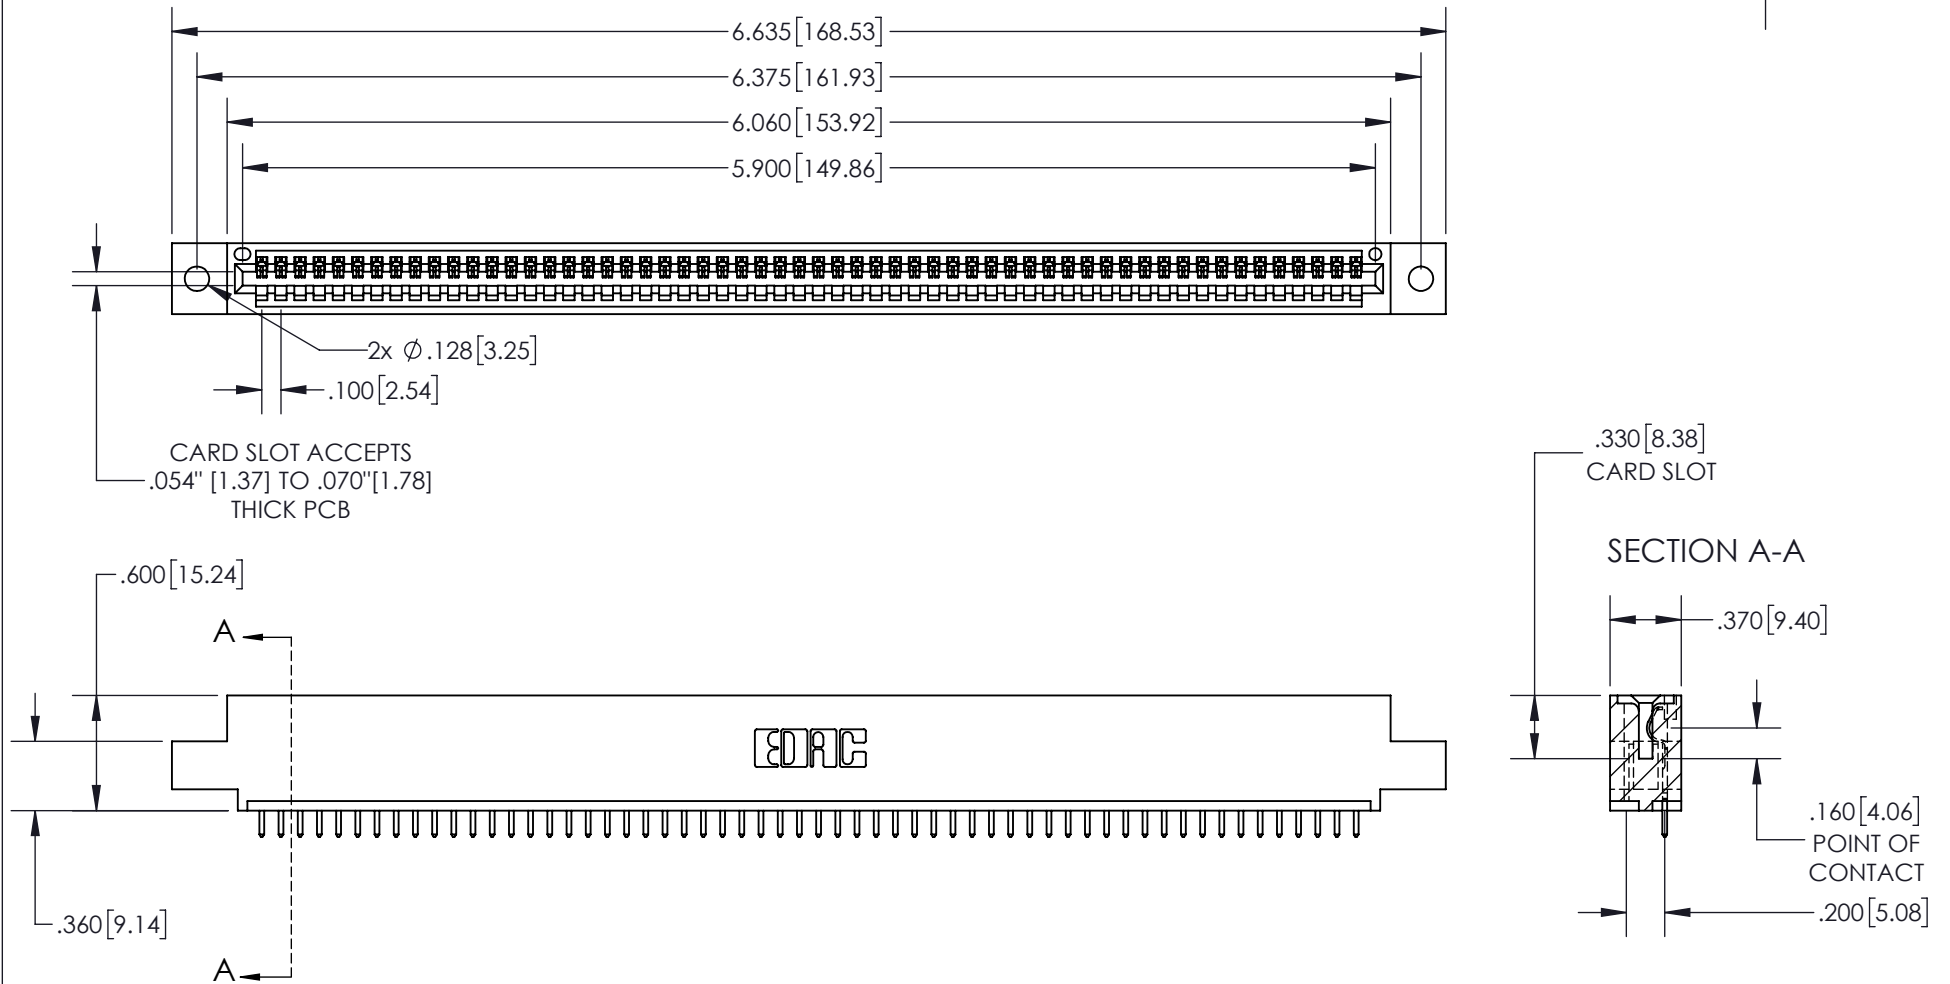 6.635[168.53]
6.375[161.93]
6.060[153.92]
5.900[149.86]
2x ∅.128[3.25]
.100[2.54]
CARD SLOT ACCEPTS
.054" [1.37] TO .070"[1.78]
THICK PCB
.330[8.38]
CARD SLOT
SECTION A-A
.600[15.24]
A
.370[9.40]
EDAC
.160[4.06]
POINT OF
CONTACT
.200[5.08]
.360[9.14]
A